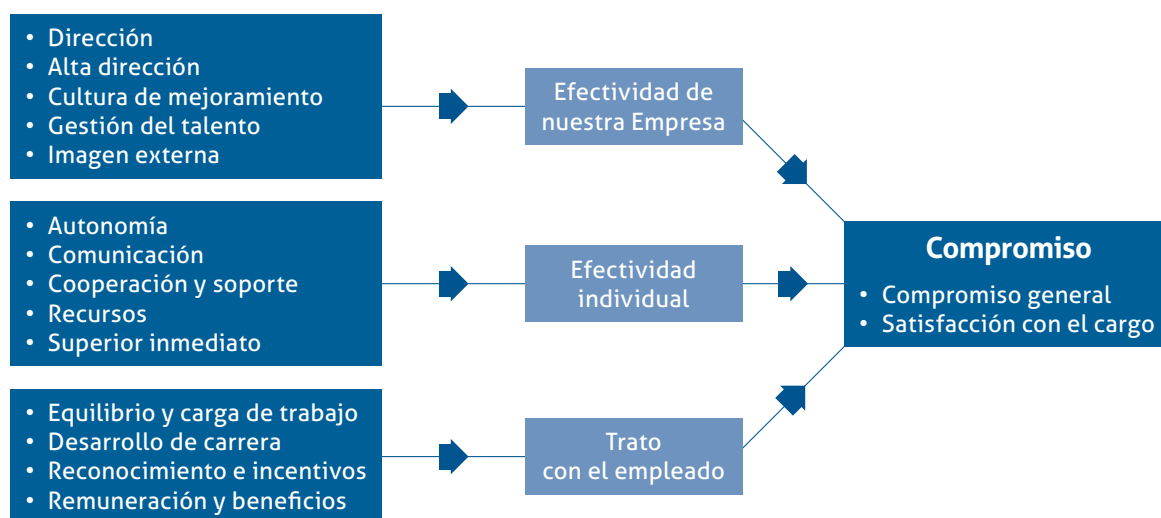 • Dirección
• Alta dirección
• Cultura de mejoramiento
• Gestión del talento
• Imagen externa
Efectividad de
nuestra Empresa
• Autonomía
• Comunicación
• Cooperación y soporte
• Recursos
• Superior inmediato
Efectividad
individual
• Equilibrio y carga de trabajo
• Desarrollo de carrera
• Reconocimiento e incentivos
• Remuneración y beneficios
Trato
con el empleado
Compromiso
• Compromiso general
• Satisfacción con el cargo